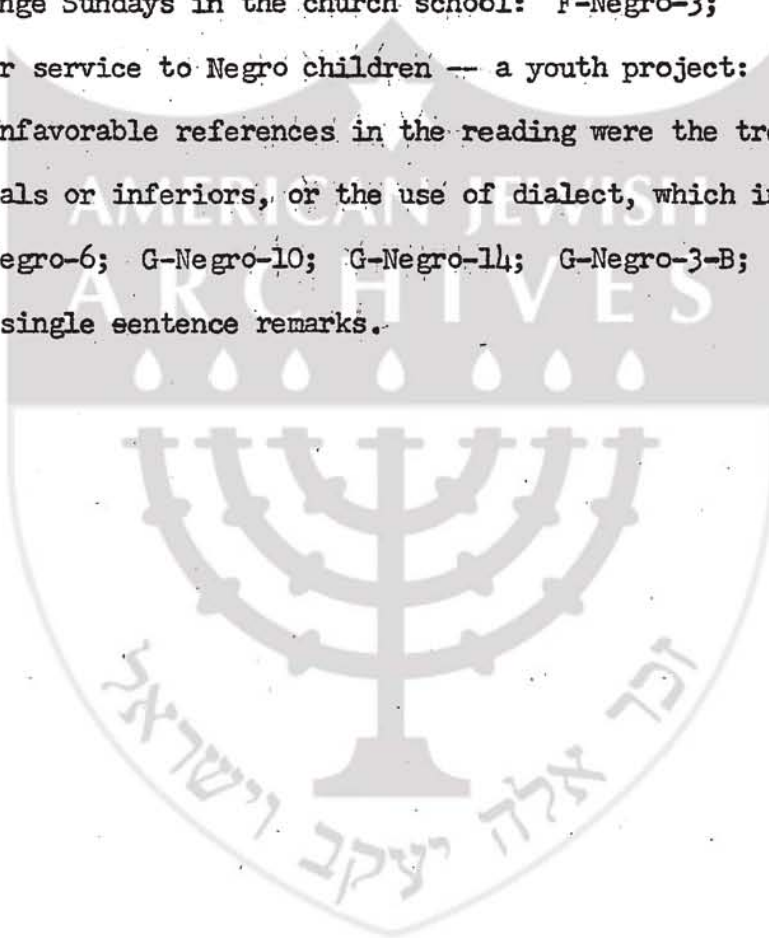 nge Sundays in the church school: F-Negro-3;
r service to Negro children -- a youth project:
nfavorable references in the reading were the tre
als or inferiors, or the use of dialect, which i
egro-6; G-Negro-10; G-Negro-14; G-Negro-3-B;
single sentence remarks.
AMERICAN JEWISH
ARCHIVES
זכר אלה יעקב וישראל